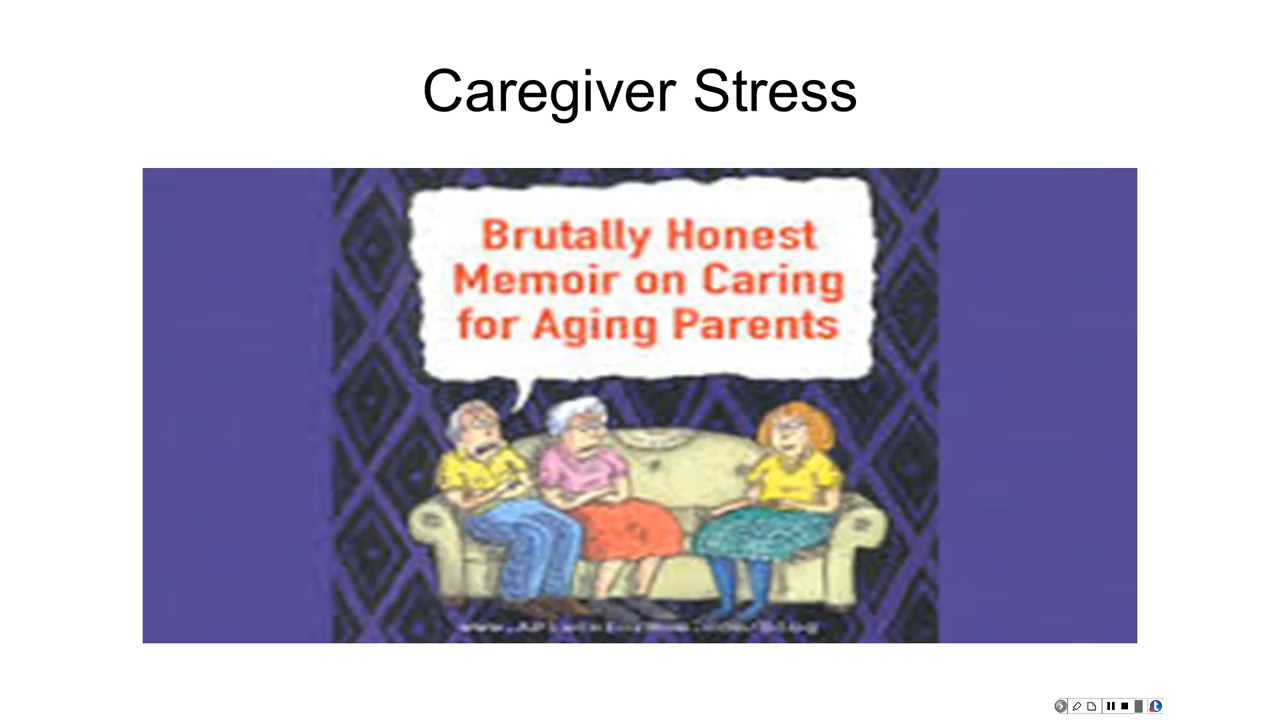 Caregiver Stress
Brutally Honest
Memoir on Caring
for Aging Parents